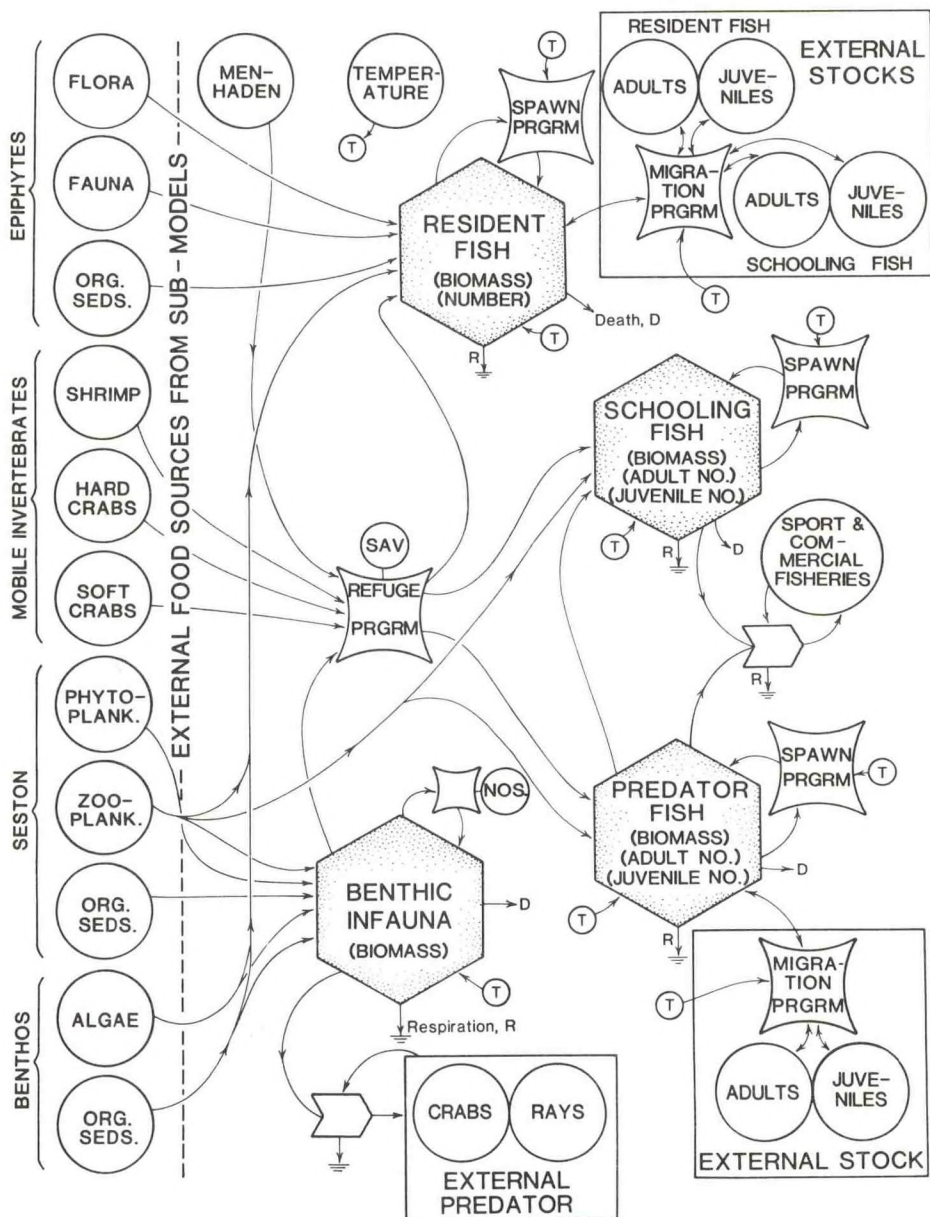 EPIPHYTES
FLORA
FAUNA
ORG.
SEDS.
MOBILE INVERTEBRATES
SHRIMP
HARD
CRABS
SOFT
CRABS
SESTON
PHYTO-
PLANK.
ZOO-
PLANK.
ORG.
SEDS.
BENTHOS
ALGAE
ORG.
SEDS.
EXTERNAL FOOD SOURCES FROM SUB-MODELS
MEN-
HADEN
TEMPER-
ATURE
T
T
SPAWN
PRGRM
RESIDENT
FISH
(BIOMASS)
(NUMBER)
Death, D
T
R
RESIDENT FISH
EXTERNAL
STOCKS
ADULTS
JUVE-
NILES
MIGRA-
TION
PRGRM
ADULTS
JUVE-
NILES
SCHOOLING FISH
T
T
SPAWN
PRGRM
SCHOOLING
FISH
(BIOMASS)
(ADULT NO.)
(JUVENILE NO.)
T
R
D
SPORT &
COM-
MERCIAL
FISHERIES
R
SAV
REFUGE
PRGRM
SPAWN
PRGRM
T
PREDATOR
FISH
(BIOMASS)
(ADULT NO.)
(JUVENILE NO.)
D
T
R
NOS.
BENTHIC
INFAUNA
(BIOMASS)
D
T
Respiration, R
CRABS
RAYS
EXTERNAL
PREDATOR
T
MIGRA-
TION
PRGRM
ADULTS
JUVE-
NILES
EXTERNAL STOCK